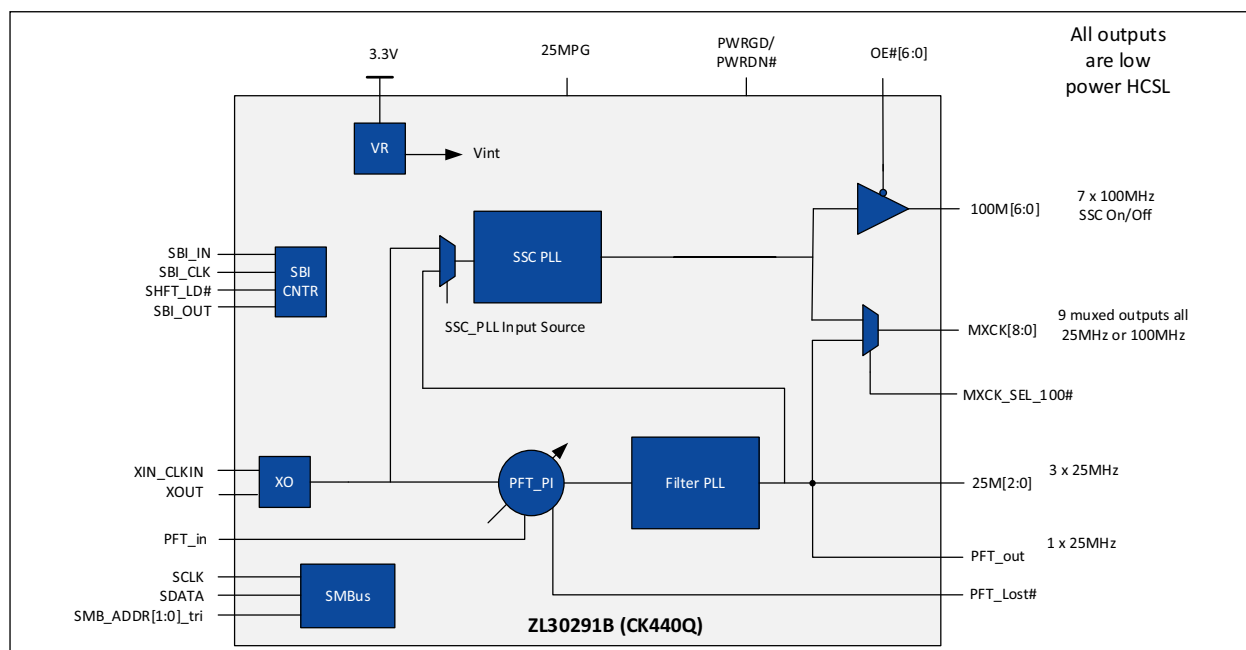 3.3V
25MPG
PWRGD/
PWRDN#
OE#[6:0]
All outputs
are low
power HCSL
VR
Vint
100M[6:0]
7 x 100MHz
SSC On/Off
SBI_IN
SBI_CLK
SHFT_LD#
SBI_OUT
SBI
CNTR
SSC PLL
SSC_PLL Input Source
MXCK[8:0]
9 muxed outputs all
25MHz or 100MHz
MXCK_SEL_100#
XIN_CLKIN
XOUT
XO
PFT_PI
Filter PLL
25M[2:0]
3 x 25MHz
PFT_in
PFT_out
1 x 25MHz
SCLK
SDATA
SMB_ADDR[1:0]_tri
SMBus
PFT_Lost#
ZL30291B (CK440Q)